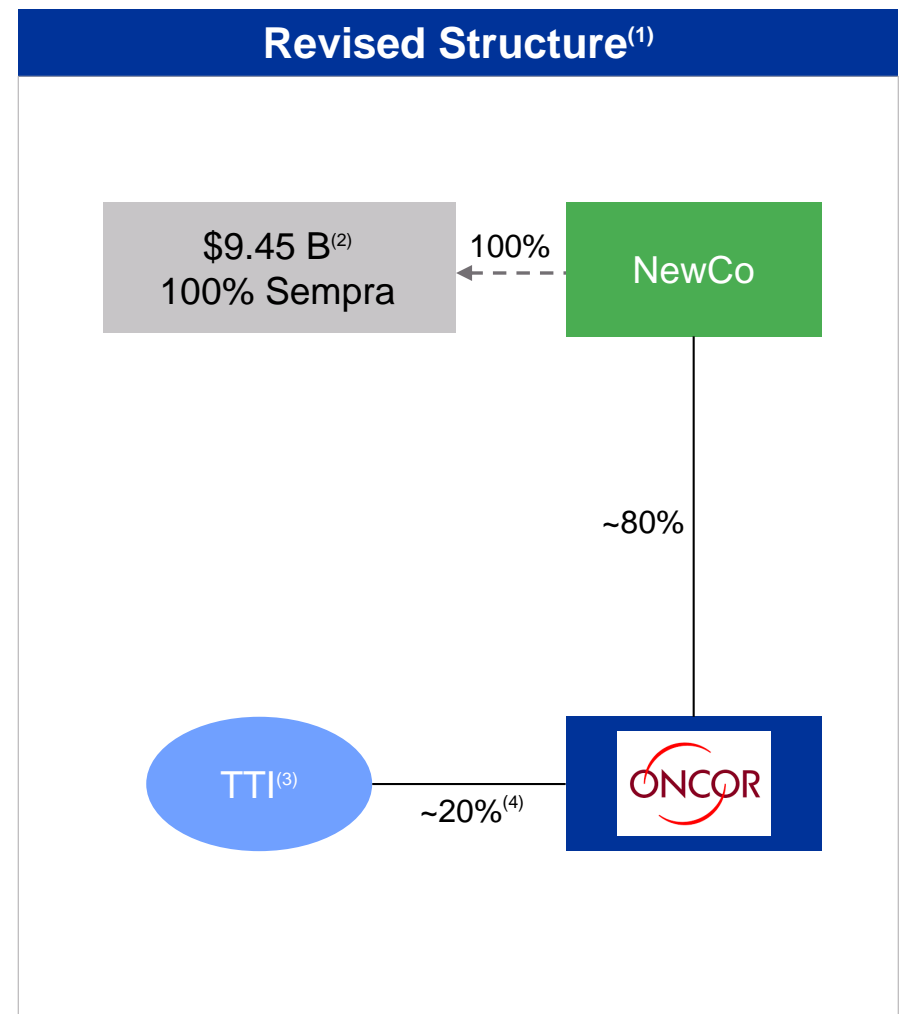 Revised Structure(1)
$9.45 B(2)
100% Sempra
100%
NewCo
~80%
TTI(3)
~20%(4)
ONCOR